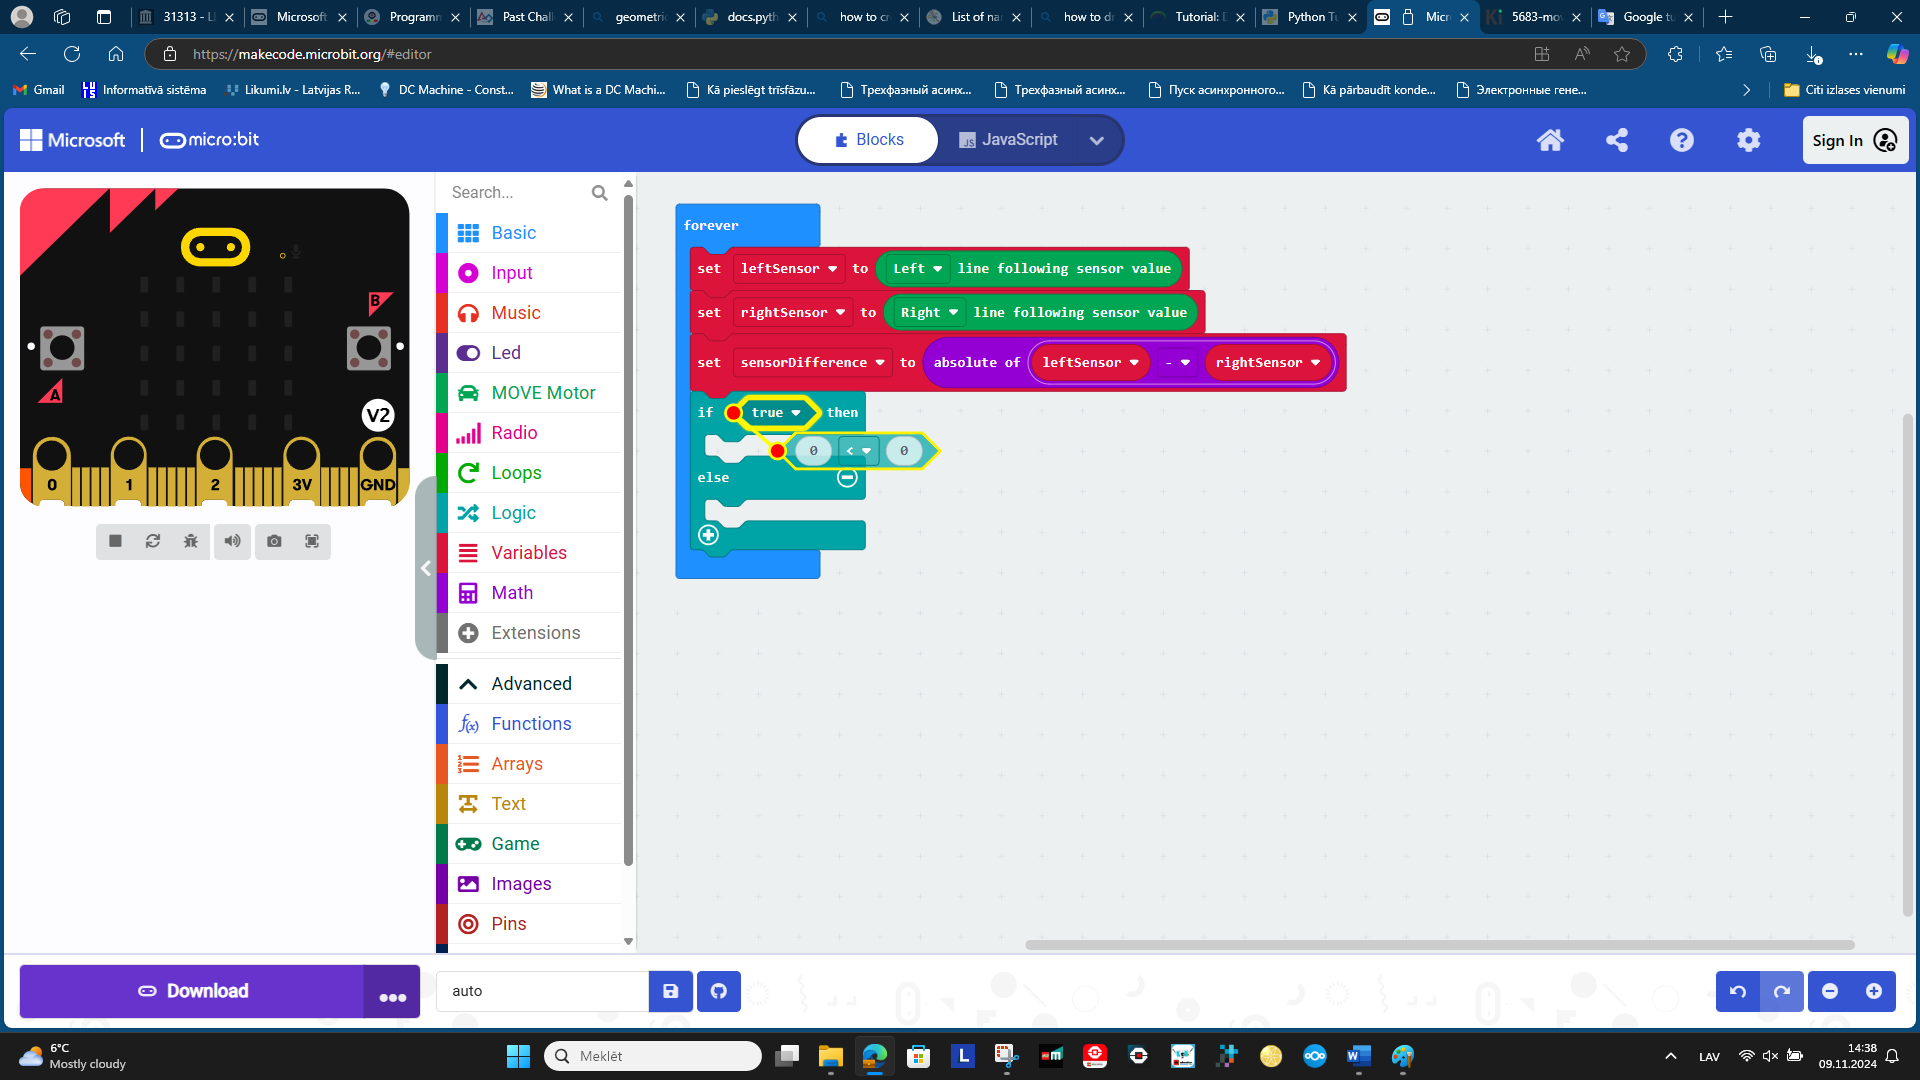 31313 - LI
Microsoft
Programm
Past Chall
geometric
docs.pyth
how to cr
List of nar
how to dr
Tutorial: D
Python Tu
Micr
5683-mov
Google tu
https://makecode.microbit.org/#editor
Gmail
Informatīvā sistēma
Likumi.lv - Latvijas R...
DC Machine - Const...
What is a DC Machi...
Kā pieslēgt trīsfāzu...
Трехфазный асинх...
Трехфазный асинх...
Пуск асинхронного...
Kā pārbaudīt konde...
Электронные гене...
Citi izlases vienumi
Microsoft
micro:bit
Blocks
JavaScript
Sign In
B
A
V2
0 1 2 3V GND
Search...
Basic
Input
Music
Led
MOVE Motor
Radio
Loops
Logic
Variables
Math
Extensions
Advanced
Functions
Arrays
Text
Game
Images
Pins
forever
set leftSensor to Left line following sensor value
set rightSensor to Right line following sensor value
set sensorDifference to absolute of leftSensor - rightSensor
if true then
0 < 0
else
Download
auto
6°C
Mostly cloudy
Meklēt
LAV
14:38
09.11.2024